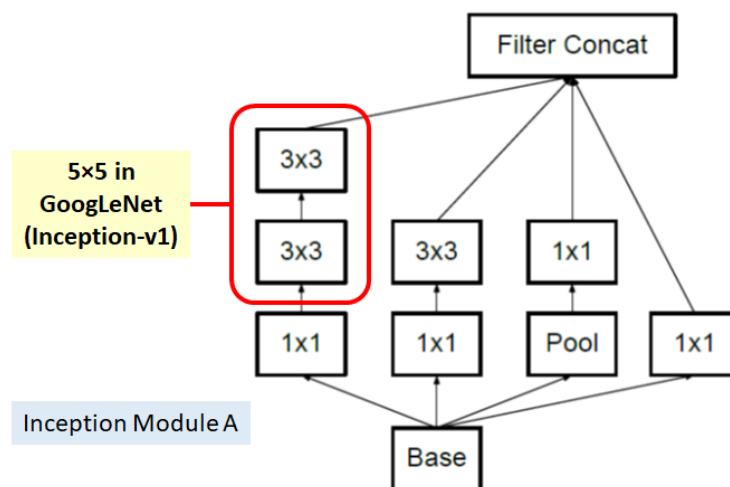 Filter Concat
3x3
5×5 in
GoogLeNet
(Inception-v1)
3x3
3x3
1x1
1x1
1x1
Pool
1x1
Inception Module A
Base